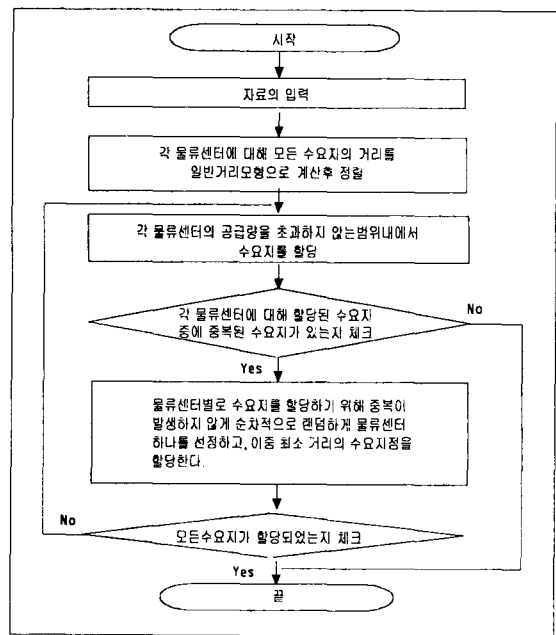 시작
자료의 입력
각 물류센터에 대해 모든 수요지의 거리를
일반거리모형으로 계산후 정렬
각 물류센터의 공급량을 초과하지 않는범위내에서
수요지를 할당
각 물류센터에 대해 할당된 수요지
중에 중복된 수요지가 있는지 체크
No
Yes
물류센터별로 수요지를 할당하기 위해 중복이
발생하지 않게 순차적으로 랜덤하게 물류센터
하나를 선정하고, 이중 최소 거리의 수요지점을
할당한다.
No
모든수요지가 할당되었는지 체크
Yes
끝